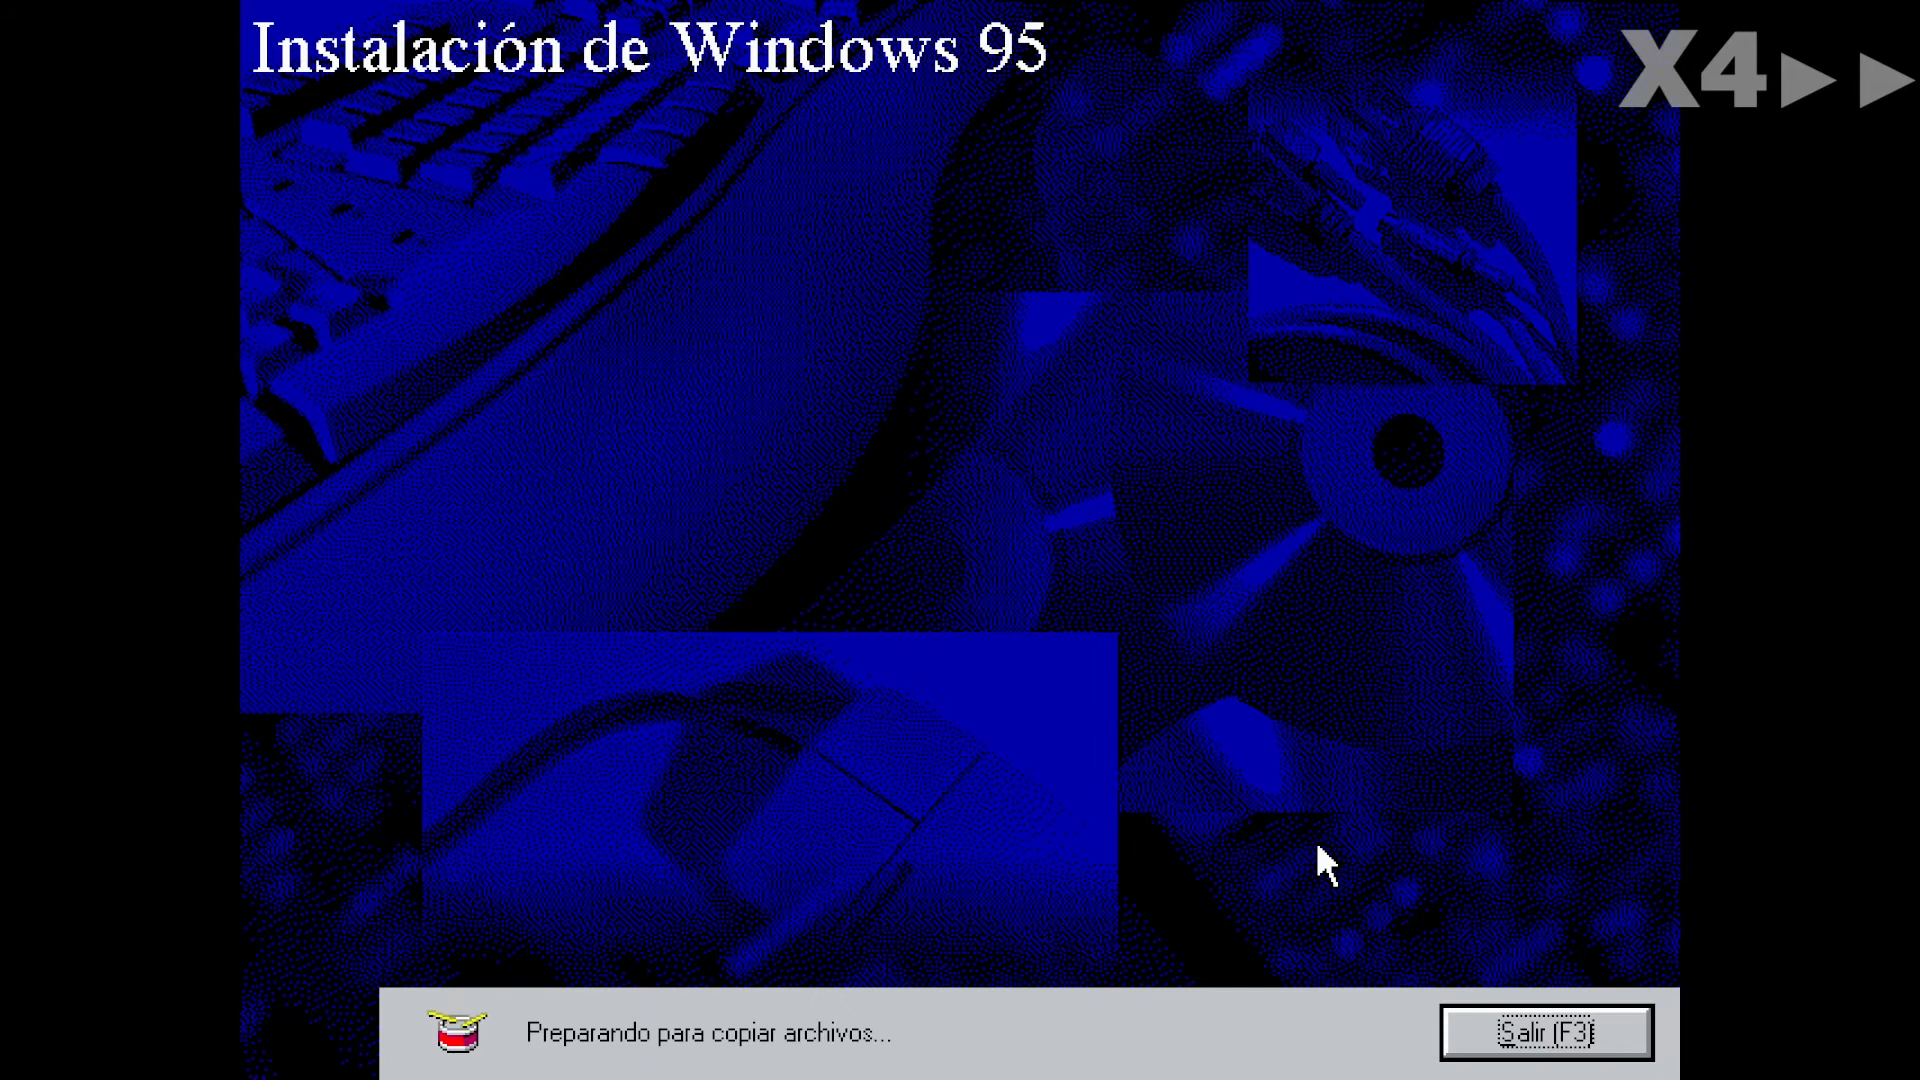 Instalación de Windows 95
X4
Preparando para copiar archivos...
Salir (F3)